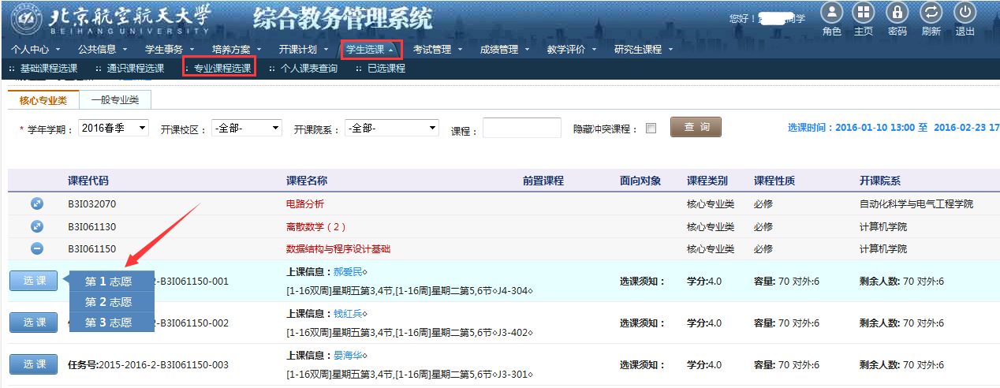 北京航空航天大学
BEIHANG UNIVERSITY
综合教务管理系统
您好！ 同学
角色 主页 密码 刷新 退出
个人中心 公共信息 学生事务 培养方案 开课计划 学生选课 考试管理 成绩管理 教学评价 研究生课程
基础课程选课 通识课程选课 专业课程选课 个人课表查询 已选课程
核心专业类 一般专业类
* 学年学期： 2016春季 开课校区： -全部- 开课院系： -全部- 课程： 隐藏冲突课程： 查 询 选课时间：2016-01-10 13:00 至 2016-02-23 17
课程代码 课程名称 前置课程 面向对象 课程类别 课程性质 开课院系
B3I032070 电路分析 核心专业类 必修 自动化科学与电气工程学院
B3I061130 离散数学（2） 核心专业类 必修 计算机学院
B3I061150 数据结构与程序设计基础 核心专业类 必修 计算机学院
选 课 第 1 志愿 2-B3I061150-001 上课信息：郝爱民◇ 选课须知： 学分:4.0 容量: 70 对外:6 剩余人数: 70 对外:6
[1-16双周]星期五第3,4节,[1-16周]星期二第5,6节◇J4-304◇
第 2 志愿
选 课 第 3 志愿 2-B3I061150-002 上课信息：钱红兵◇ 选课须知： 学分:4.0 容量: 70 对外:6 剩余人数: 70 对外:6
[1-16双周]星期五第3,4节,[1-16周]星期二第5,6节◇J3-402◇
选 课 任务号:2015-2016-2-B3I061150-003 上课信息：晏海华◇ 选课须知： 学分:4.0 容量: 70 对外:6 剩余人数: 70 对外:6
[1-16双周]星期五第3,4节,[1-16周]星期二第5,6节◇J3-301◇